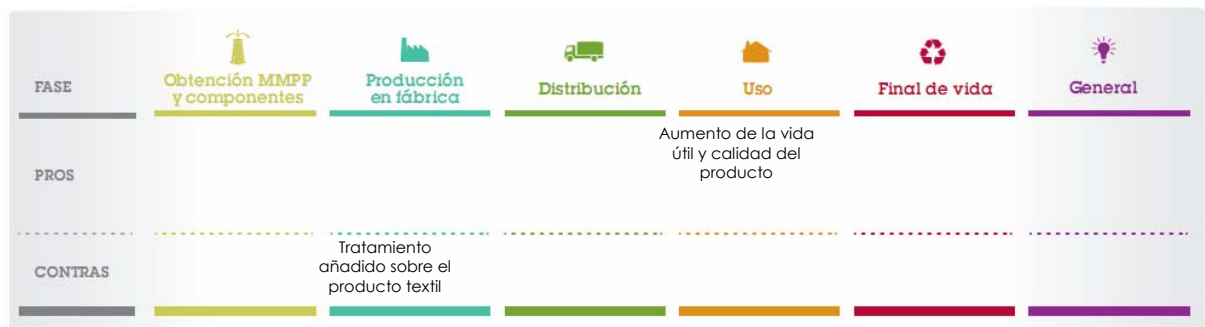 FASE
Obtención MMPP
y componentes
Producción
en fábrica
Distribución
Uso
Final de vida
General
PROS
Aumento de la vida
útil y calidad del
producto
CONTRAS
Tratamiento
añadido sobre el
producto textil